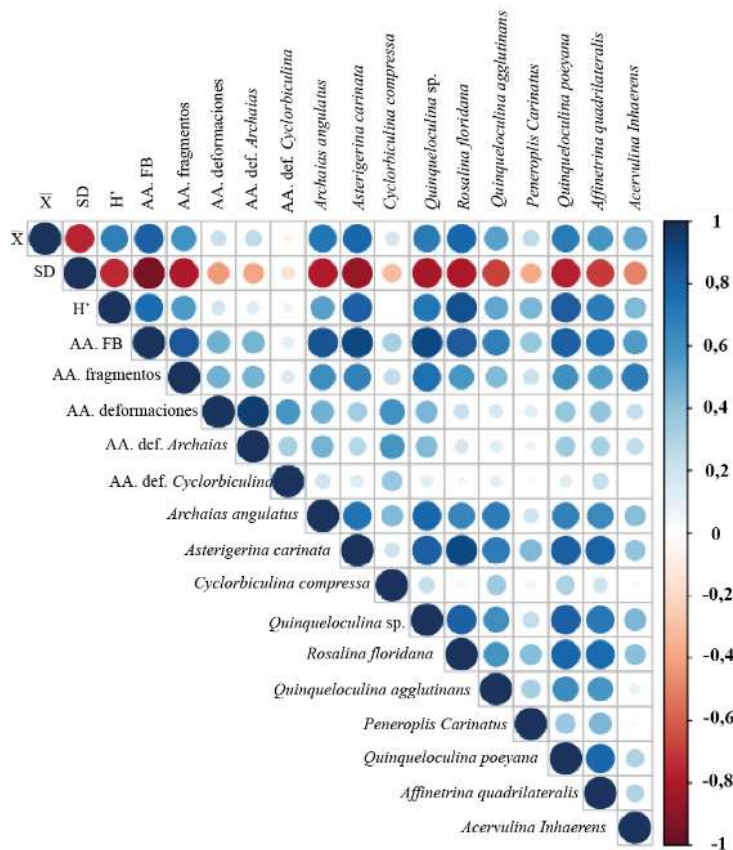 X̅
SD
H'
AA. FB
AA. fragmentos
AA. deformaciones
AA. def. Archaias
AA. def. Cyclorbiculina
Archaias angulatus
Asterigerina carinata
Cyclorbiculina compressa
Quinqueloculina sp.
Rosalina floridana
Quinqueloculina agglutinans
Peneroplis Carinatus
Quinqueloculina poeyana
Affinetrina quadrilateralis
Acervulina Inhaerens
X̅
SD
H'
AA. FB
AA. fragmentos
AA. deformaciones
AA. def. Archaias
AA. def. Cyclorbiculina
Archaias angulatus
Asterigerina carinata
Cyclorbiculina compressa
Quinqueloculina sp.
Rosalina floridana
Quinqueloculina agglutinans
Peneroplis Carinatus
Quinqueloculina poeyana
Affinetrina quadrilateralis
Acervulina Inhaerens
1
0,8
0,6
0,4
0,2
0
-0,2
-0,4
-0,6
-0,8
-1